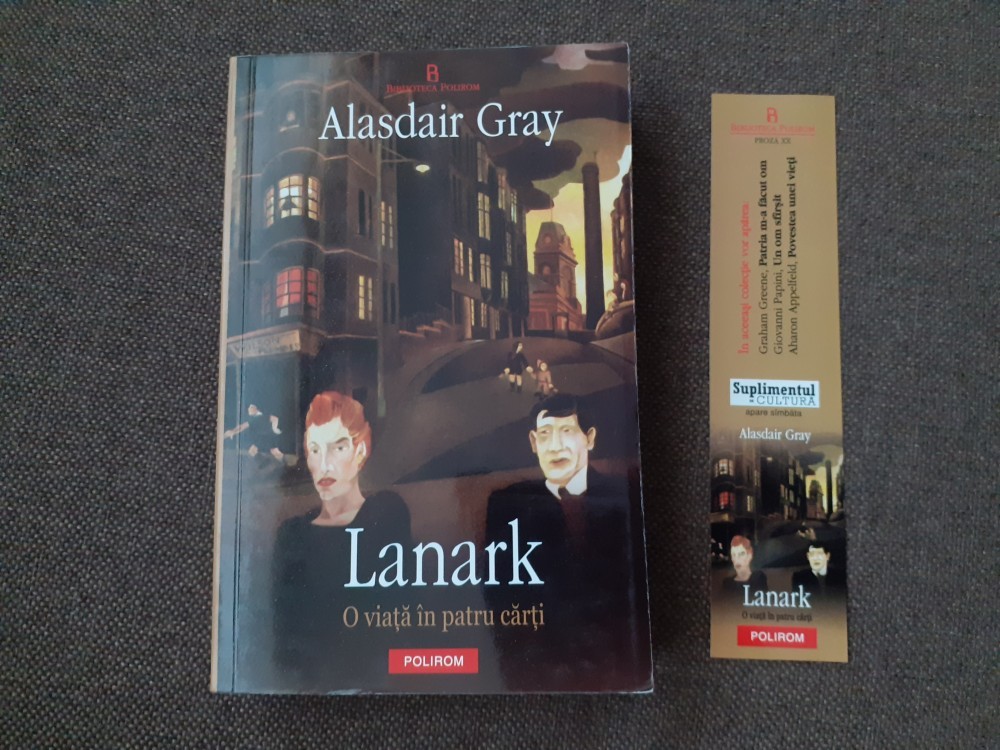 BIBLIOTECA POLIROM
Alasdair Gray
Lanark
O viață în patru cărți
POLIROM
BIBLIOTECA POLIROM
PROZA XX
În aceeași colecție vor apărea:
Graham Greene, Patria m-a făcut om
Giovanni Papini, Un om sfîrșit
Aharon Appelfeld, Povestea unei vieți
Suplimentul
de CULTURĂ
apare sîmbăta
Alasdair Gray
Lanark
O viață în patru cărți
POLIROM